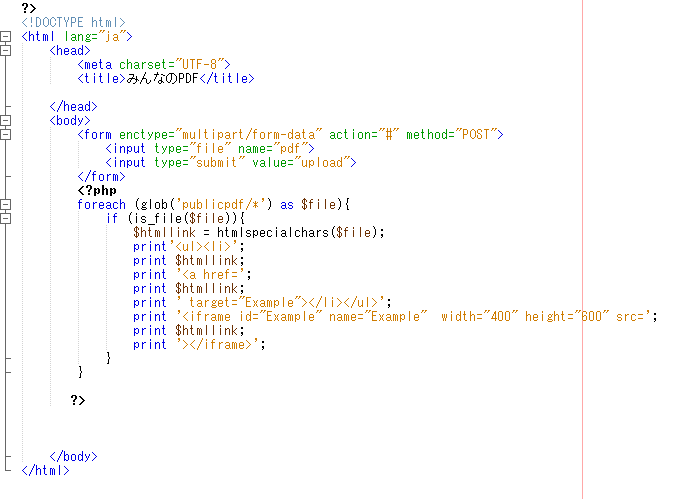 ?>
<!DOCTYPE html>
<html lang="ja">
<head>
<meta charset="UTF-8">
<title>みんなのPDF</title>
</head>
<body>
<form enctype="multipart/form-data" action="#" method="POST">
<input type="file" name="pdf">
<input type="submit" value="upload">
</form>
<?php
foreach (glob('publicpdf/*') as $file){
if (is_file($file)){
$htmllink = htmlspecialchars($file);
print'<ul><li>';
print $htmllink;
print '<a href=';
print $htmllink;
print ' target="Example"></li></ul>';
print '<iframe id="Example" name="Example"  width="400" height="600" src=';
print $htmllink;
print '></iframe>';
}
}
?>
</body>
</html>